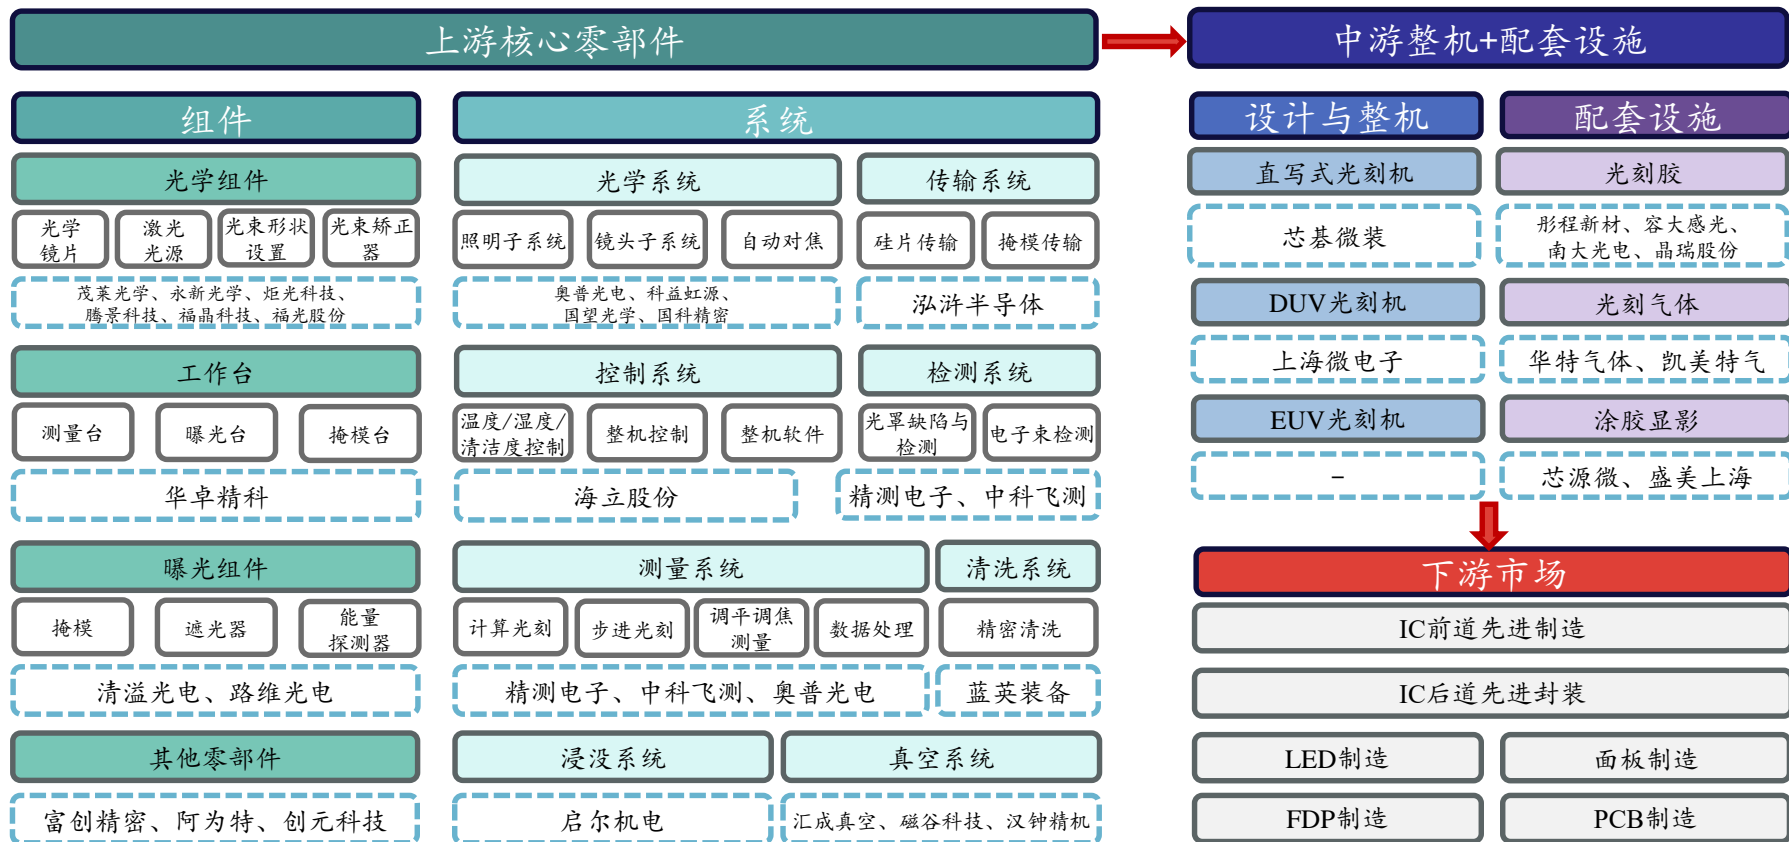 上游核心零部件
中游整机+配套设施
组件
系统
设计与整机
配套设施
光学组件
光学
镜片
激光
光源
光束形状
设置
光束矫正
器
茂莱光学、永新光学、炬光科技、
腾景科技、福晶科技、福光股份
工作台
测量台
曝光台
掩模台
华卓精科
曝光组件
掩模
遮光器
能量
探测器
清溢光电、路维光电
其他零部件
富创精密、阿为特、创元科技
光学系统
照明子系统
镜头子系统
自动对焦
奥普光电、科益虹源、
国望光学、国科精密
传输系统
硅片传输
掩模传输
泓浒半导体
控制系统
温度/湿度/
清洁度控制
整机控制
整机软件
海立股份
检测系统
光罩缺陷与
检测
电子束检测
精测电子、中科飞测
测量系统
计算光刻
步进光刻
调平调焦
测量
数据处理
精测电子、中科飞测、奥普光电
清洗系统
精密清洗
蓝英装备
浸没系统
启尔机电
真空系统
汇成真空、磁谷科技、汉钟精机
直写式光刻机
芯碁微装
DUV光刻机
上海微电子
EUV光刻机
-
光刻胶
彤程新材、容大感光、
南大光电、晶瑞股份
光刻气体
华特气体、凯美特气
涂胶显影
芯源微、盛美上海
下游市场
IC前道先进制造
IC后道先进封装
LED制造
面板制造
FDP制造
PCB制造